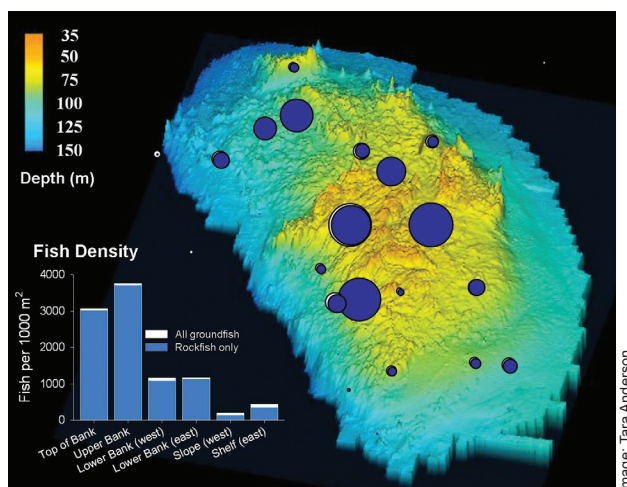 35
50
75
100
125
150
Depth (m)
Fish Density
Fish per 1000 m²
4000
3000
2000
1000
0
All groundfish
Rockfish only
Top of Bank
Upper Bank
Lower Bank (west)
Lower Bank (east)
Slope (west)
Shelf (east)
Tara Anderson